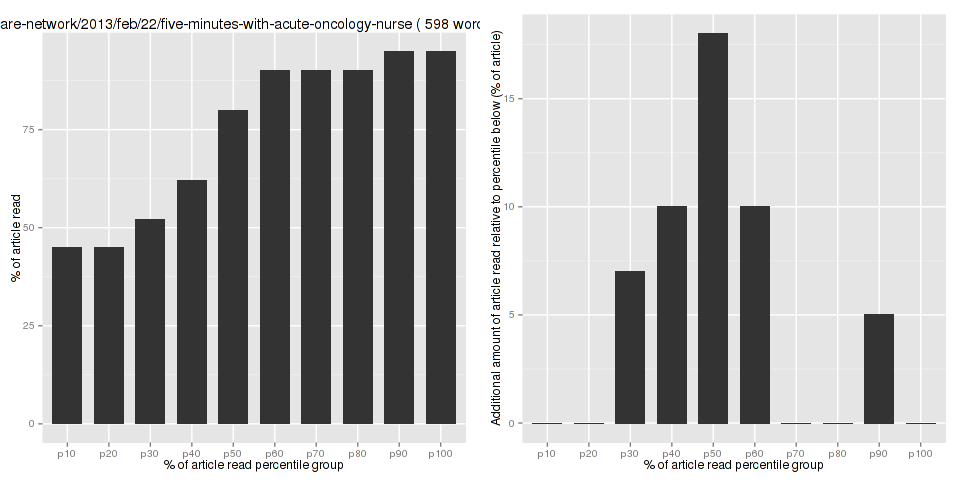 are-network/2013/feb/22/five-minutes-with-acute-oncology-nurse ( 598 word
% of article read
75
50
25
0
p10 p20 p30 p40 p50 p60 p70 p80 p90 p100
% of article read percentile group
Additional amount of article read relative to percentile below (% of article)
15
10
5
0
p10 p20 p30 p40 p50 p60 p70 p80 p90 p100
% of article read percentile group